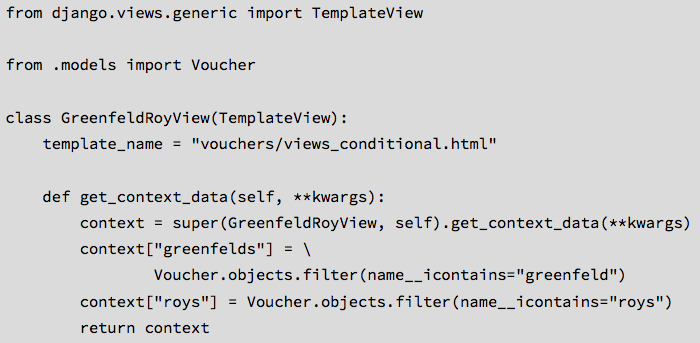 from django.views.generic import TemplateView

from .models import Voucher

class GreenfeldRoyView(TemplateView):
    template_name = "vouchers/views_conditional.html"

    def get_context_data(self, **kwargs):
        context = super(GreenfeldRoyView, self).get_context_data(**kwargs)
        context["greenfelds"] = \
                Voucher.objects.filter(name__icontains="greenfeld")
        context["roys"] = Voucher.objects.filter(name__icontains="roys")
        return context